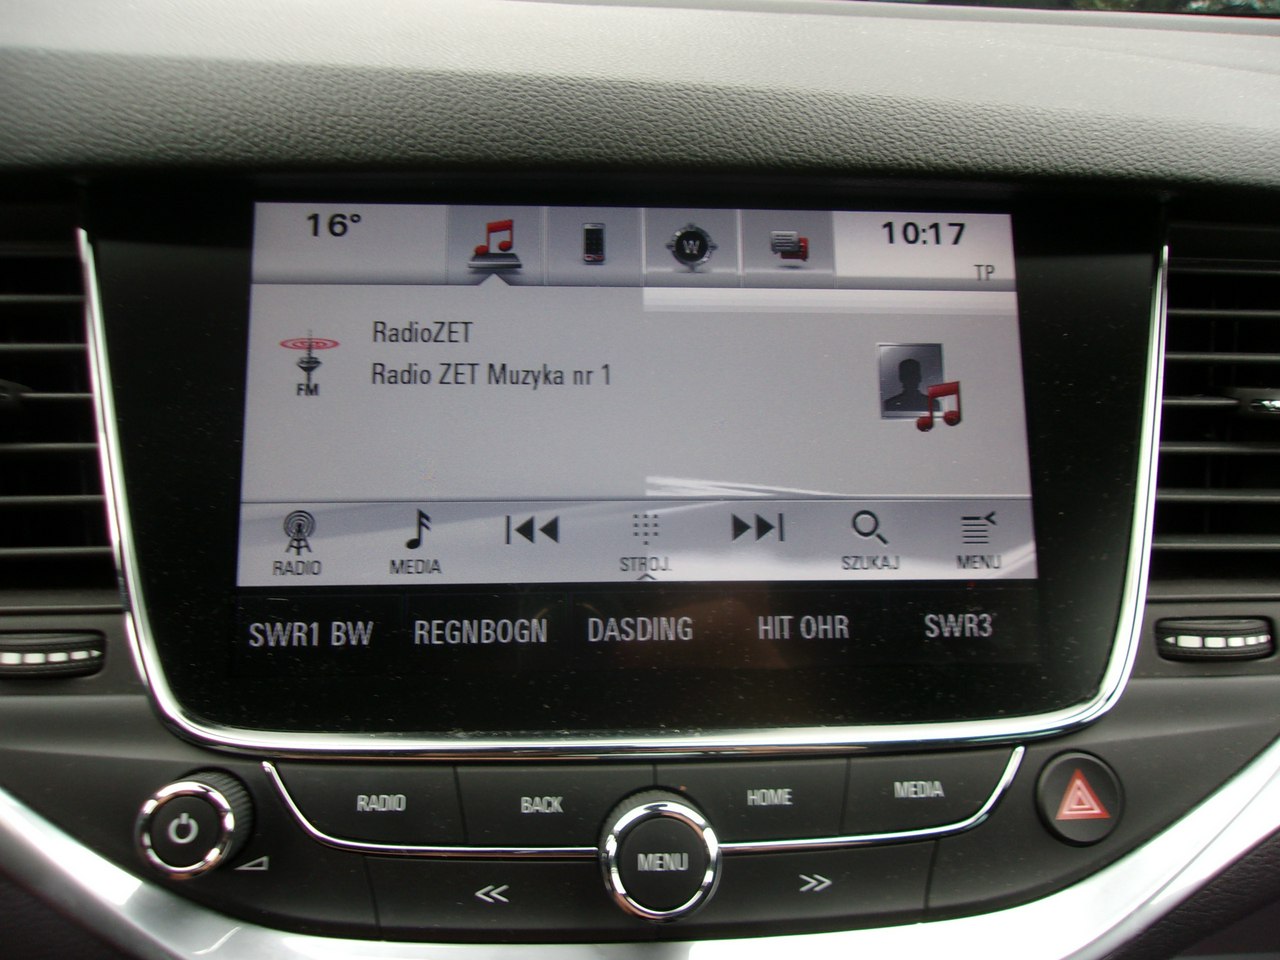 16°
W
10:17
TP
RadioZET
Radio ZET Muzyka nr 1
FM
RADIO
MEDIA
STROJ.
SZUKAJ
MENU
SWR1 BW
REGNBOGN
DASDING
HIT OHR
SWR3
RADIO
BACK
HOME
MEDIA
MENU